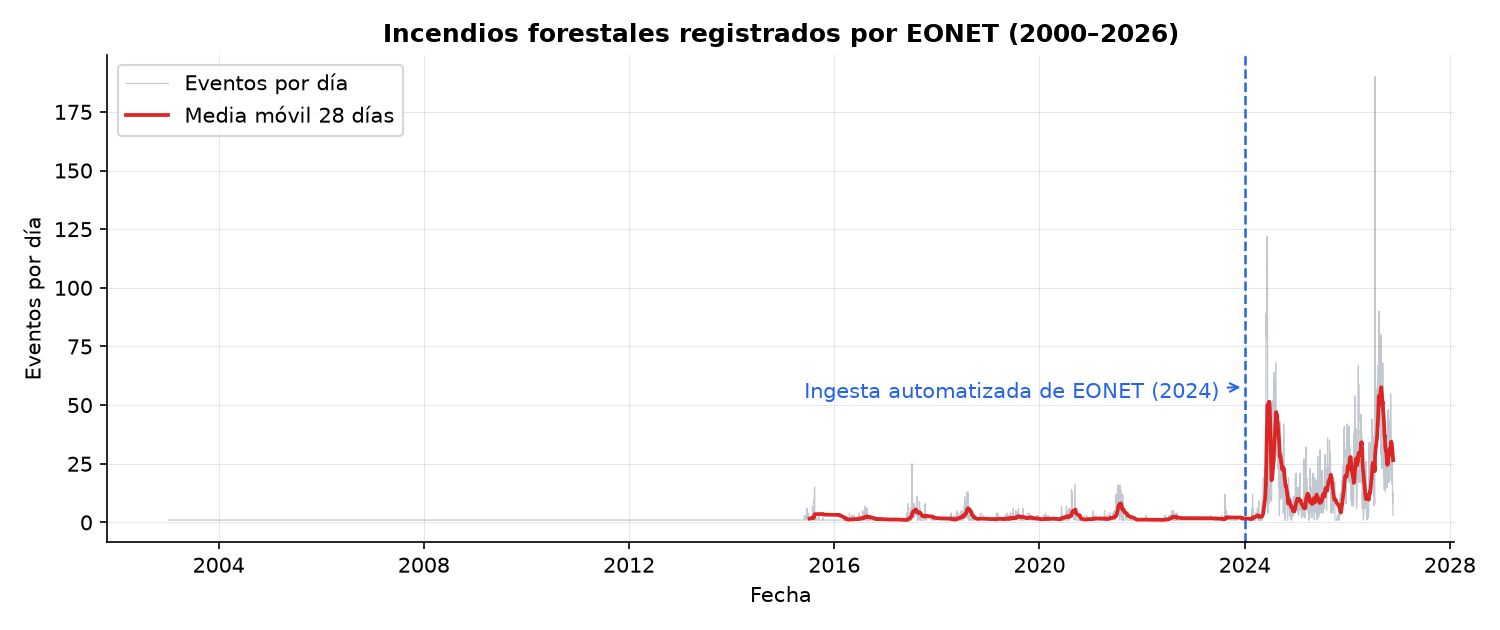 Incendios forestales registrados por EONET (2000–2026)
Eventos por día
Media móvil 28 días
Eventos por día
175
150
125
100
75
50
25
0
Ingesta automatizada de EONET (2024)
2004
2008
2012
2016
2020
2024
2028
Fecha